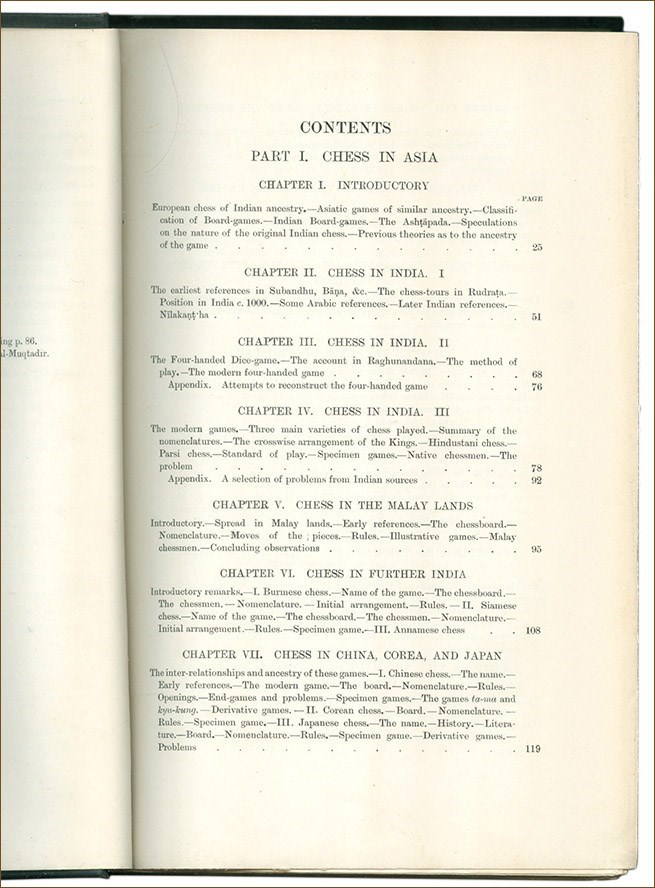 ing p. 86.
al-Muqtadir.
CONTENTS
PART I. CHESS IN ASIA
CHAPTER I. INTRODUCTORY
PAGE
European chess of Indian ancestry.—Asiatic games of similar ancestry.—Classifi-
cation of Board-games.—Indian Board-games.—The Ashṭāpada.—Speculations
on the nature of the original Indian chess.—Previous theories as to the ancestry
of the game . . . . . . . . . . . . 25
CHAPTER II. CHESS IN INDIA. I
The earliest references in Subandhu, Bāṇa, &c.—The chess-tours in Rudraṭa.—
Position in India c. 1000.—Some Arabic references.—Later Indian references.—
Nīlakaṇṭ‘ha . . . . . . . . . . . . 51
CHAPTER III. CHESS IN INDIA. II
The Four-handed Dice-game.—The account in Raghunandana.—The method of
play.—The modern four-handed game . . . . . . . 68
Appendix. Attempts to reconstruct the four-handed game . . . . 76
CHAPTER IV. CHESS IN INDIA. III
The modern games.—Three main varieties of chess played.—Summary of the
nomenclatures.—The crosswise arrangement of the Kings.—Hindustani chess.—
Parsi chess.—Standard of play.—Specimen games.—Native chessmen.—The
problem . . . . . . . . . . . . 78
Appendix. A selection of problems from Indian sources . . . . . 92
CHAPTER V. CHESS IN THE MALAY LANDS
Introductory.—Spread in Malay lands.—Early references.—The chessboard.—
Nomenclature.—Moves of the pieces.—Rules.—Illustrative games.—Malay
chessmen.—Concluding observations . . . . . . . . 95
CHAPTER VI. CHESS IN FURTHER INDIA
Introductory remarks.—I. Burmese chess.—Name of the game.—The chessboard.—
The chessmen.—Nomenclature.—Initial arrangement.—Rules.—II. Siamese
chess.—Name of the game.—The chessboard.—The chessmen.—Nomenclature.—
Initial arrangement.—Rules.—Specimen game.—III. Annamese chess . . 108
CHAPTER VII. CHESS IN CHINA, COREA, AND JAPAN
The inter-relationships and ancestry of these games.—I. Chinese chess.—The name.—
Early references.—The modern game.—The board.—Nomenclature.—Rules.—
Openings.—End-games and problems.—Specimen games.—The games ta-ma and
kyu-kung.—Derivative games.—II. Corean chess.—Board.—Nomenclature.—
Rules.—Specimen game.—III. Japanese chess.—The name.—History.—Litera-
ture.—Board.—Nomenclature.—Rules.—Specimen game.—Derivative games.—
Problems . . . . . . . . . . . . 119